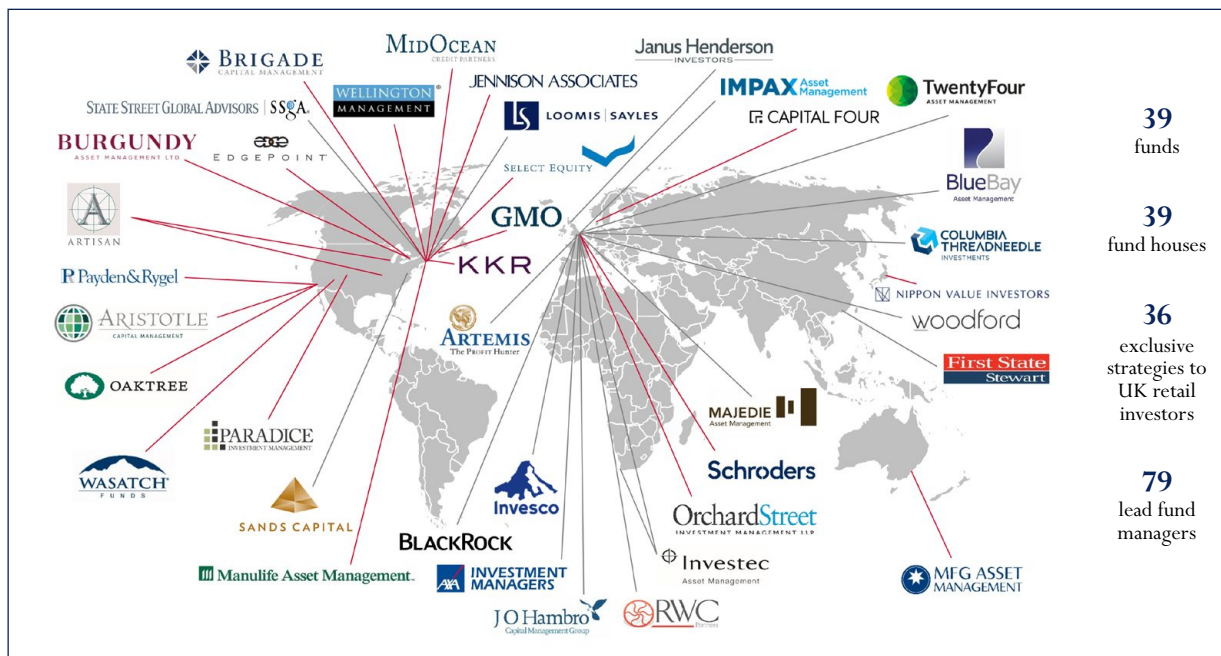 BRIGADE
CAPITAL MANAGEMENT
MIDOCEAN
CREDIT PARTNERS
Janus Henderson
INVESTORS
STATE STREET GLOBAL ADVISORS SSGA
WELLINGTON
MANAGEMENT
JENNISON ASSOCIATES
IMPAX Asset
Management
TwentyFour
ASSET MANAGEMENT
BURGUNDY
ASSET MANAGEMENT LTD.
EDGE
EDGEPOINT
LS LOOMIS | SAYLES
CAPITAL FOUR
SELECT EQUITY
BlueBay
Asset Management
A
ARTISAN
GMO
COLUMBIA
THREADNEEDLE
INVESTMENTS
KKR
Payden&Rygel
NIPPON VALUE INVESTORS
ARISTOTLE
CAPITAL MANAGEMENT
ARTEMIS
The PROFIT Hunter
woodford
OAKTREE
First State
Stewart
PARADICE
INVESTMENT MANAGEMENT
MAJEDIE
Asset Management
WASATCH
FUNDS
Schroders
SANDS CAPITAL
Invesco
OrchardStreet
INVESTMENT MANAGEMENT LLP
BLACKROCK
Investec
Asset Management
Manulife Asset Management
AXA INVESTMENT
MANAGERS
MFG ASSET
MANAGEMENT
J O Hambro
Capital Management Group
RWC
39
funds
39
fund houses
36
exclusive
strategies to
UK retail
investors
79
lead fund
managers